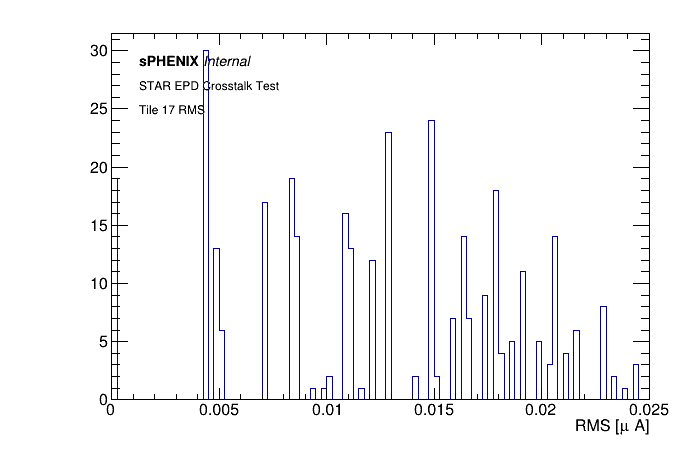 30
sPHENIX Internal
STAR EPD Crosstalk Test
25
Tile 17 RMS
20
15
10
5
0
0 0.005 0.01 0.015 0.02 0.025
RMS [μ A]